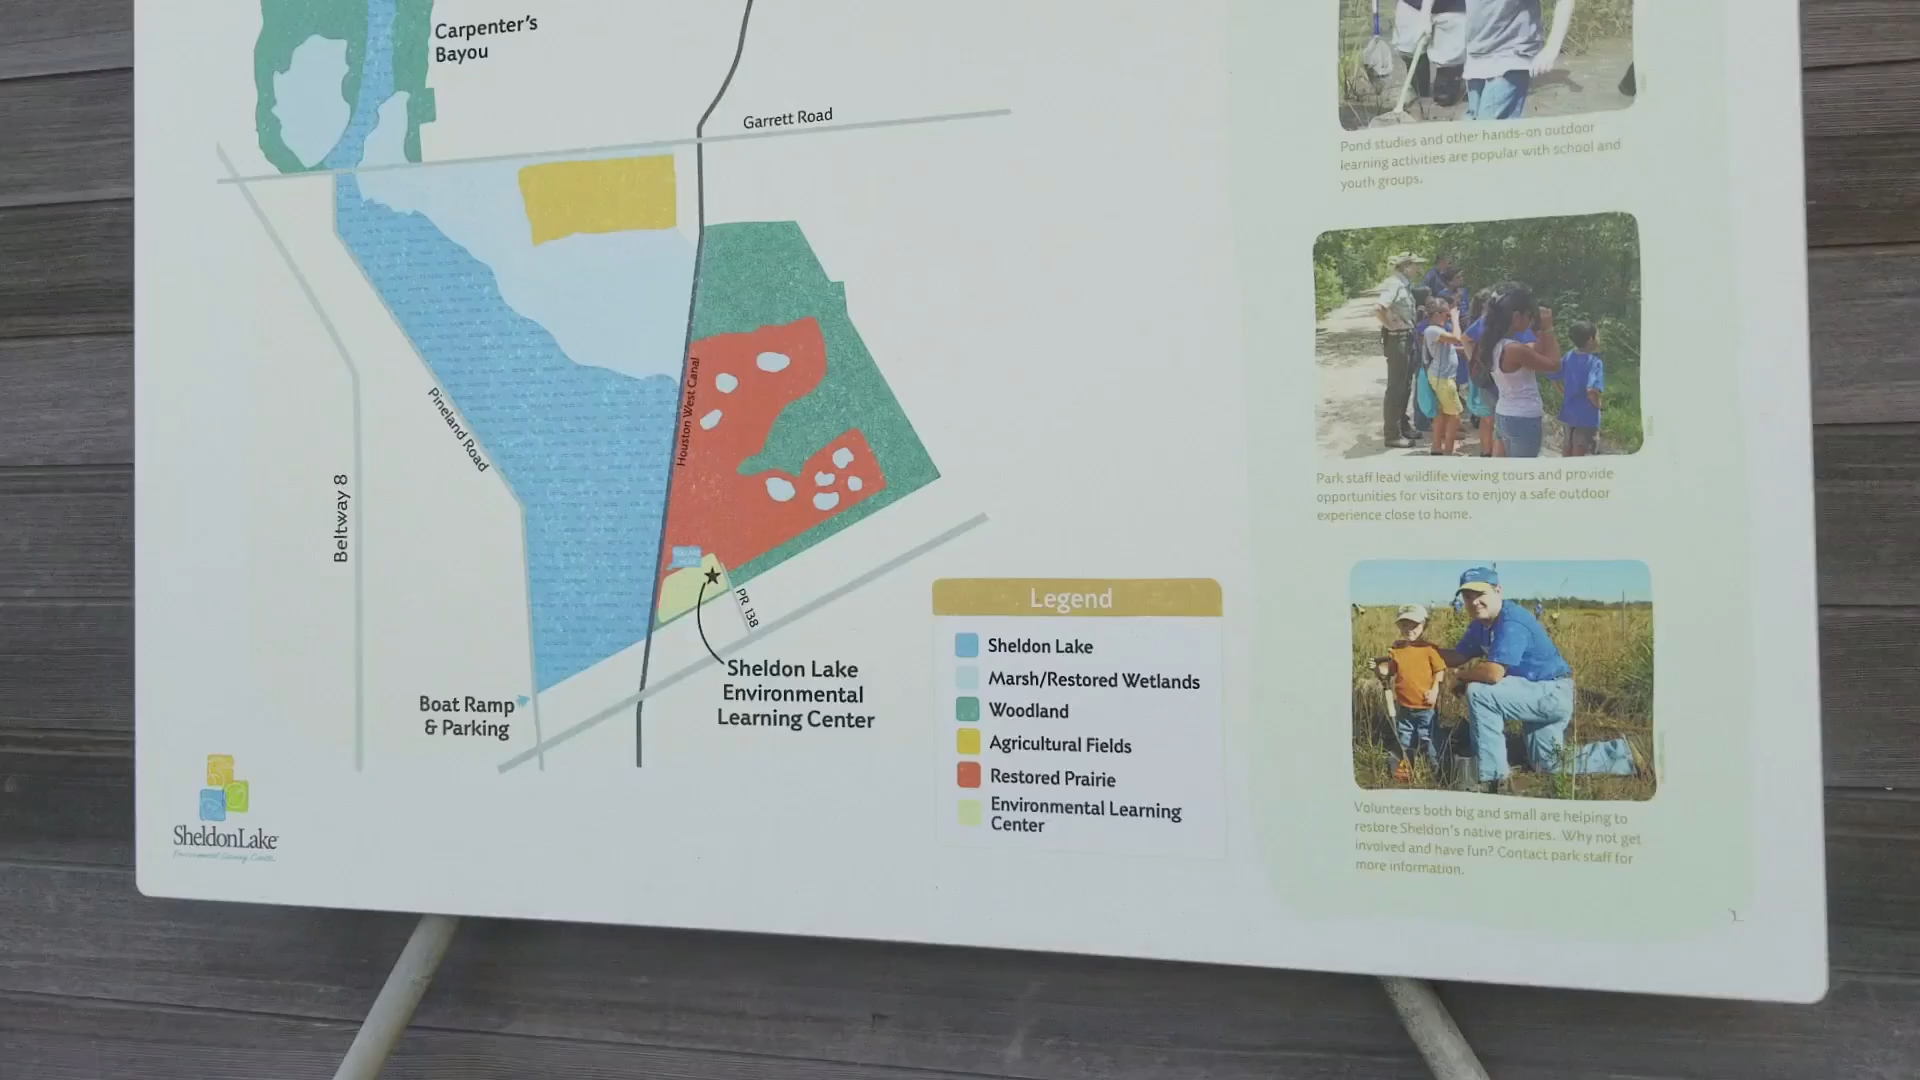 Carpenter's
Bayou
Garrett Road
Houston West Canal
Pineland Road
Beltway 8
PR 138
Sheldon Lake
Environmental
Learning Center
Boat Ramp
& Parking
SheldonLake
Legend
Sheldon Lake
Marsh/Restored Wetlands
Woodland
Agricultural Fields
Restored Prairie
Environmental Learning
Center
Pond studies and other hands-on outdoor
learning activities are popular with school and
youth groups.
Park staff lead wildlife viewing tours and provide
opportunities for visitors to enjoy a safe outdoor
experience close to home.
Volunteers both big and small are helping to
restore Sheldon's native prairies. Why not get
involved and have fun? Contact park staff for
more information.